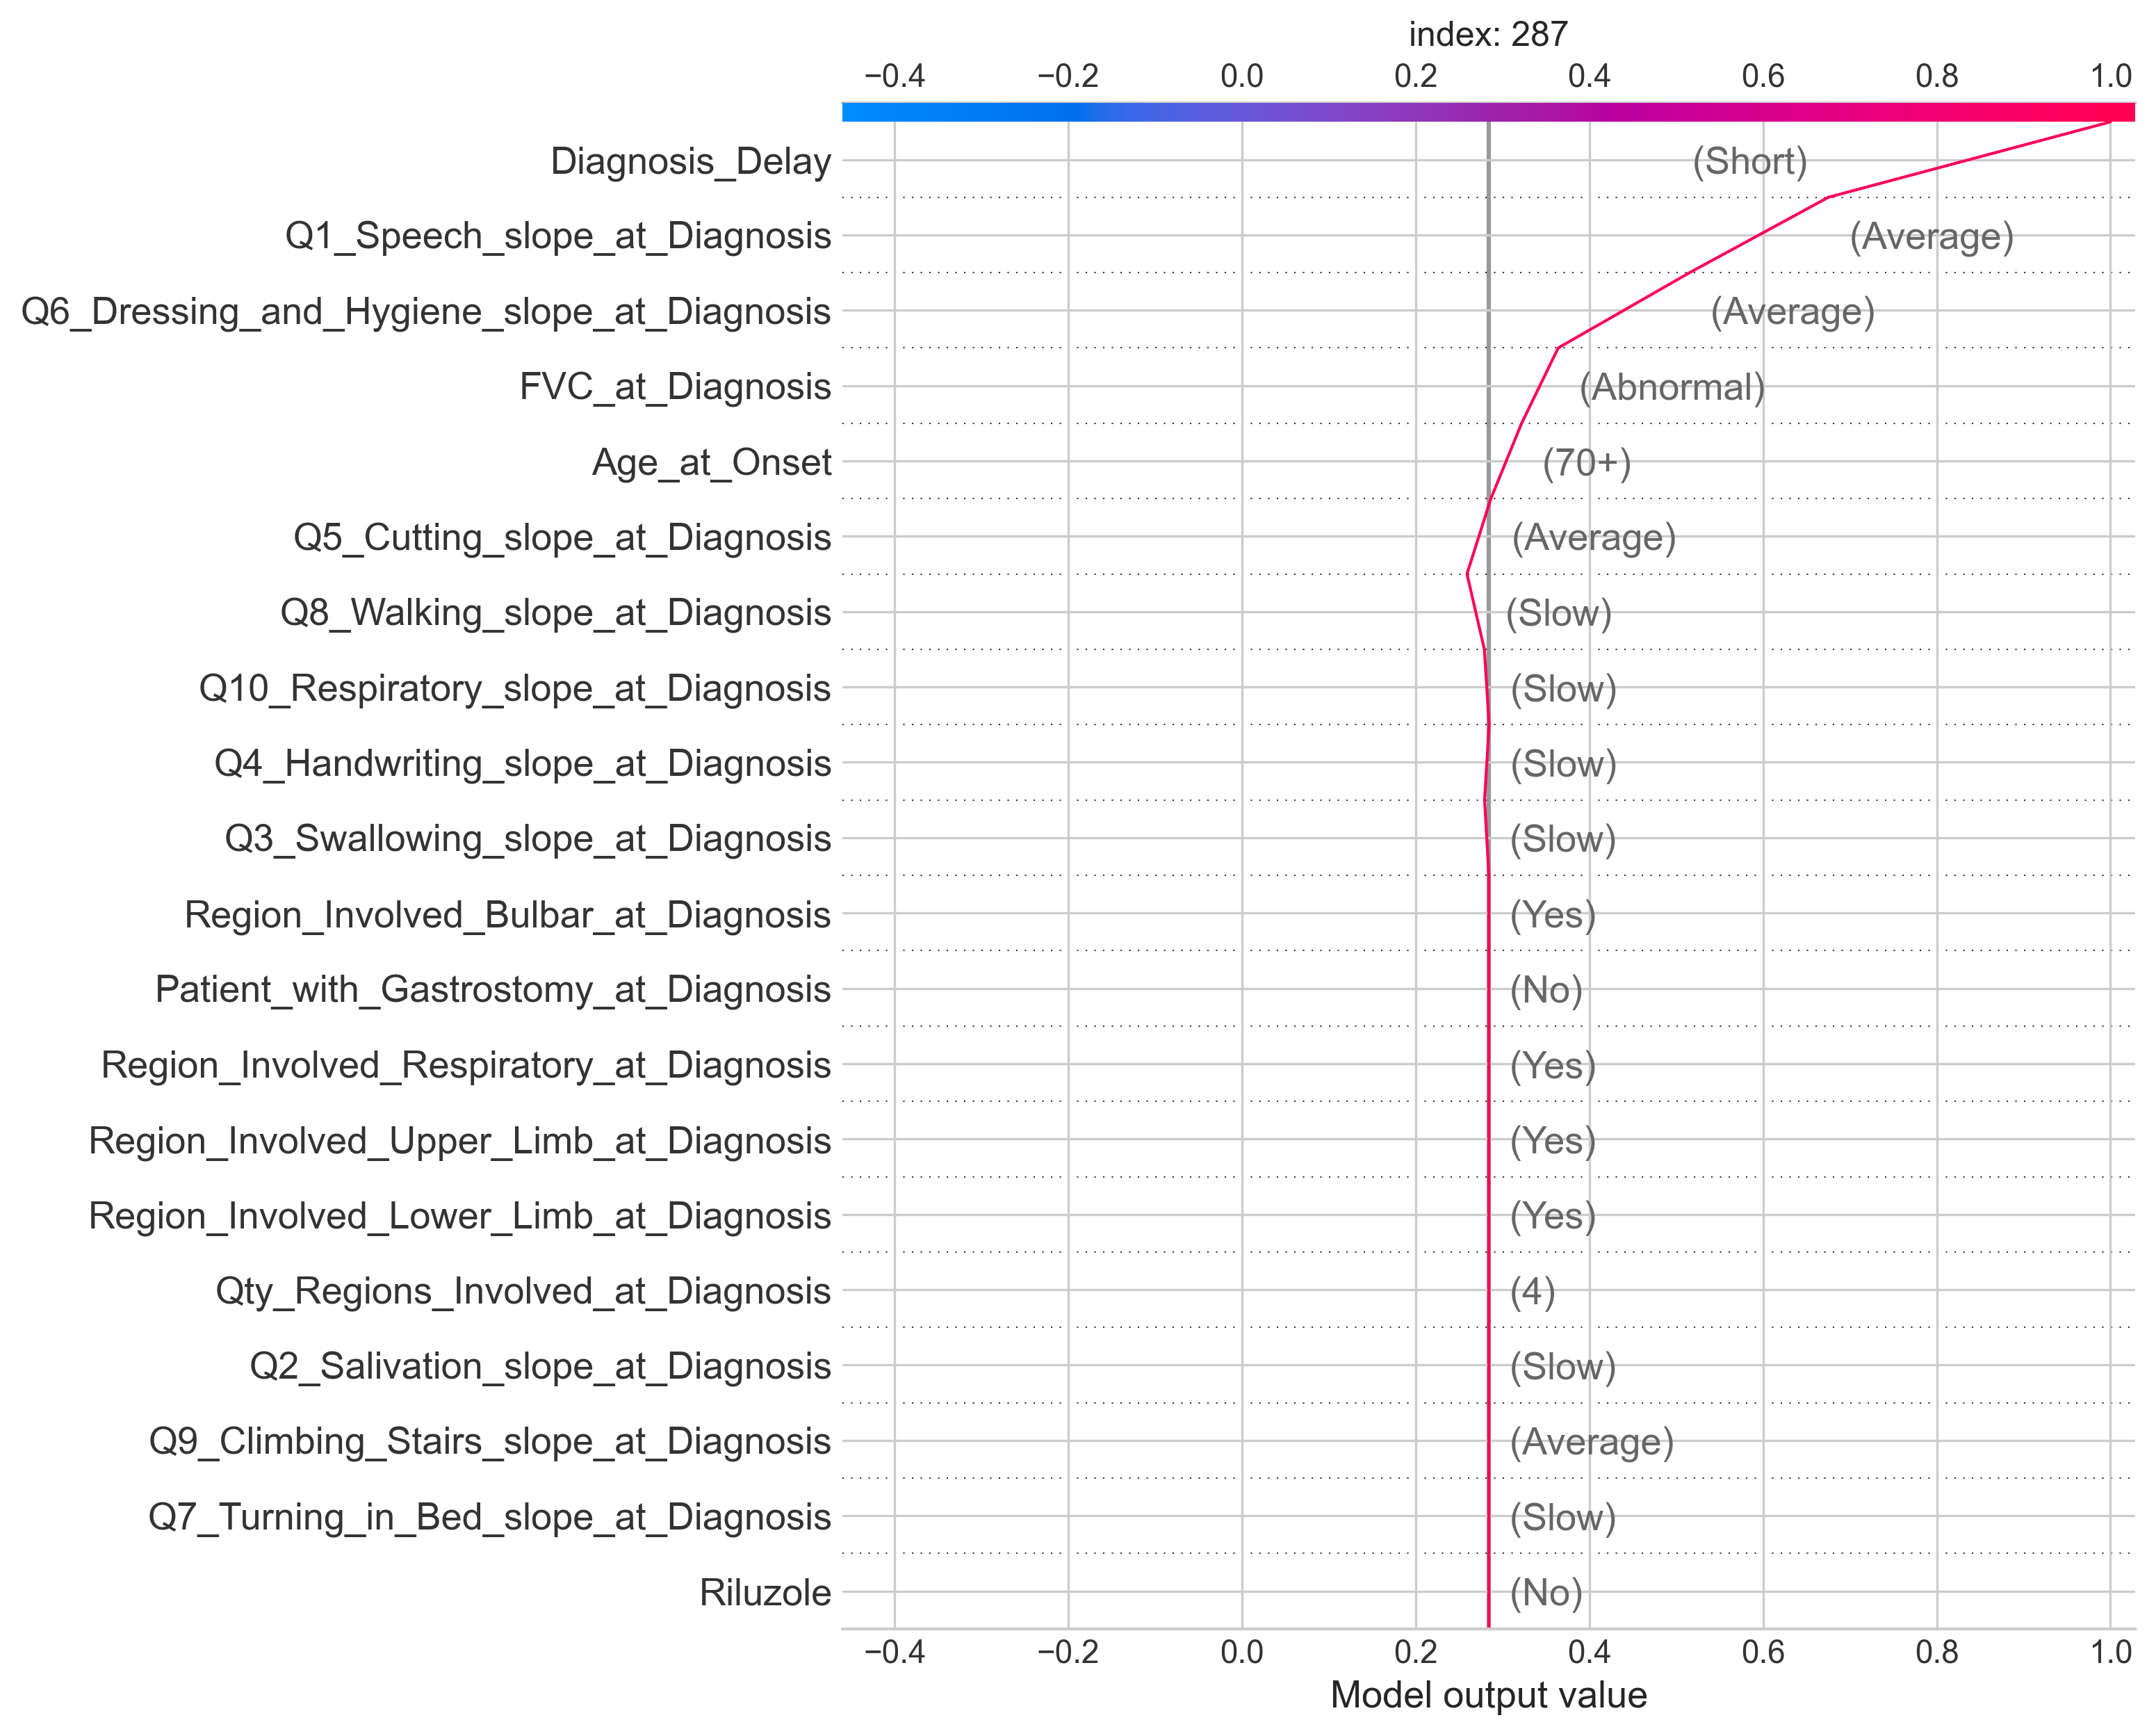 index: 287
−0.4 −0.2 0.0 0.2 0.4 0.6 0.8 1.0
Diagnosis_Delay (Short)
Q1_Speech_slope_at_Diagnosis (Average)
Q6_Dressing_and_Hygiene_slope_at_Diagnosis (Average)
FVC_at_Diagnosis (Abnormal)
Age_at_Onset (70+)
Q5_Cutting_slope_at_Diagnosis (Average)
Q8_Walking_slope_at_Diagnosis (Slow)
Q10_Respiratory_slope_at_Diagnosis (Slow)
Q4_Handwriting_slope_at_Diagnosis (Slow)
Q3_Swallowing_slope_at_Diagnosis (Slow)
Region_Involved_Bulbar_at_Diagnosis (Yes)
Patient_with_Gastrostomy_at_Diagnosis (No)
Region_Involved_Respiratory_at_Diagnosis (Yes)
Region_Involved_Upper_Limb_at_Diagnosis (Yes)
Region_Involved_Lower_Limb_at_Diagnosis (Yes)
Qty_Regions_Involved_at_Diagnosis (4)
Q2_Salivation_slope_at_Diagnosis (Slow)
Q9_Climbing_Stairs_slope_at_Diagnosis (Average)
Q7_Turning_in_Bed_slope_at_Diagnosis (Slow)
Riluzole (No)
−0.4 −0.2 0.0 0.2 0.4 0.6 0.8 1.0
Model output value